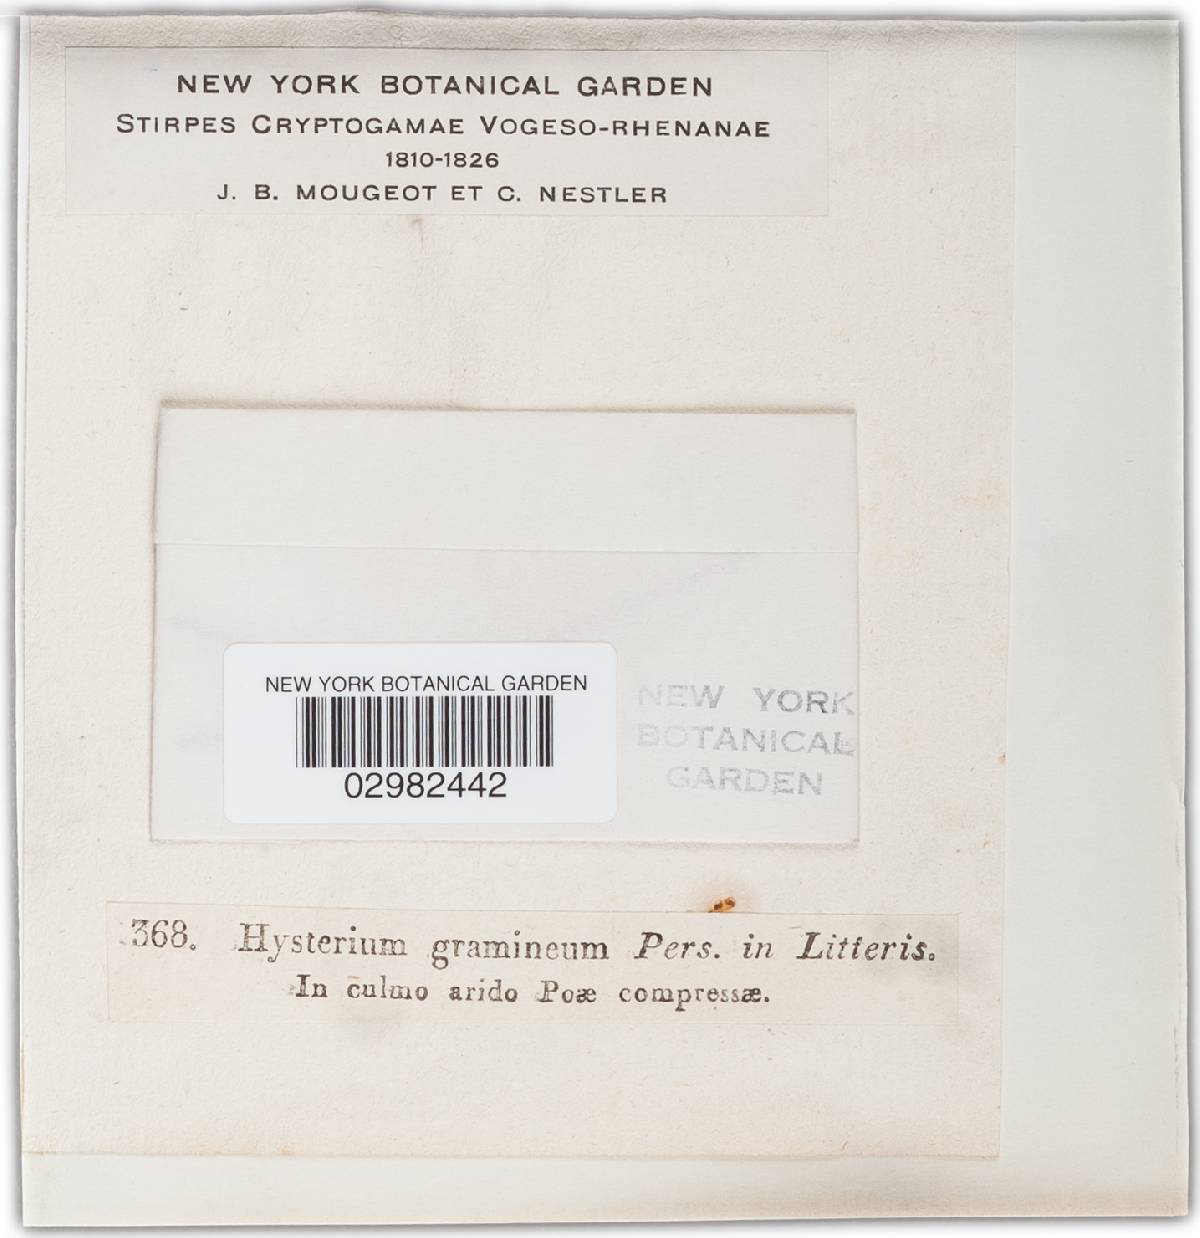 NEW YORK BOTANICAL GARDEN
STIRPES CRYPTOGAMAE VOGESO-RHENANAE
1810-1826
J. B. MOUGEOT ET C. NESTLER
NEW YORK BOTANICAL GARDEN
02982442
NEW YORK
BOTANICAL
GARDEN
368. Hysterium gramineum Pers. in Litteris.
In culmo arido Poæ compressæ.